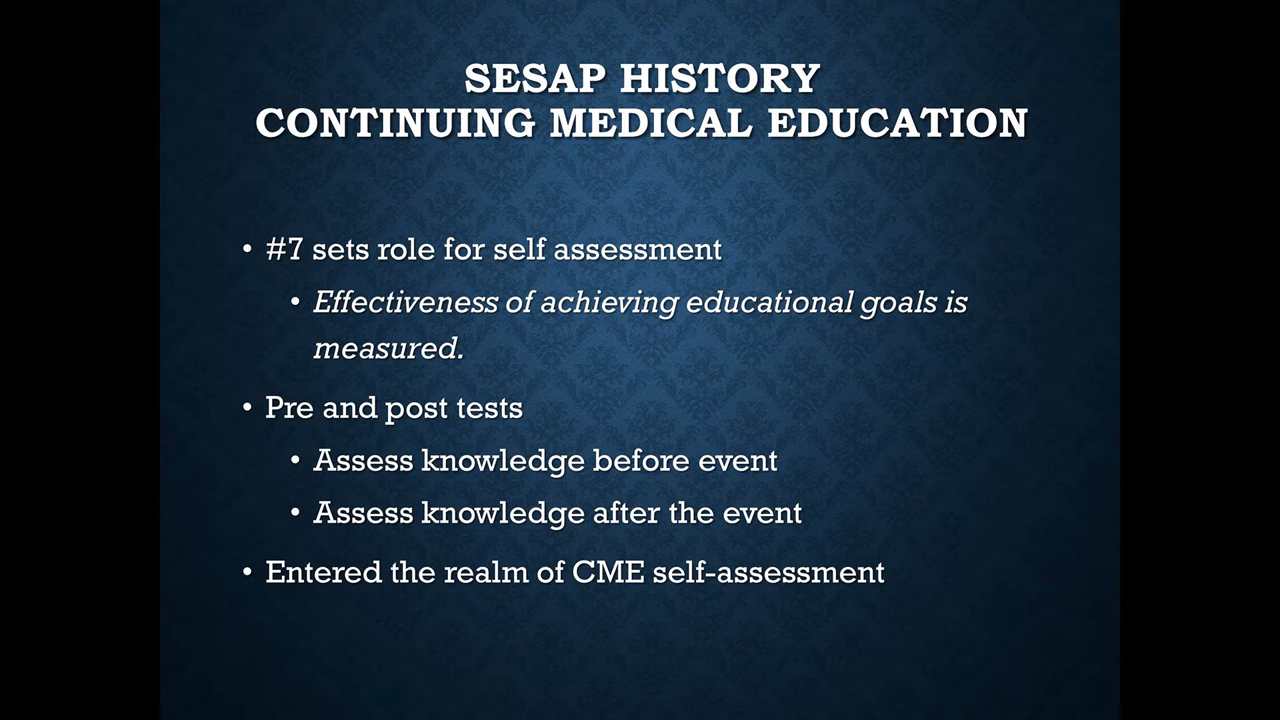 SESAP HISTORY
CONTINUING MEDICAL EDUCATION
• #7 sets role for self assessment
• Effectiveness of achieving educational goals is
measured.
• Pre and post tests
• Assess knowledge before event
• Assess knowledge after the event
• Entered the realm of CME self-assessment